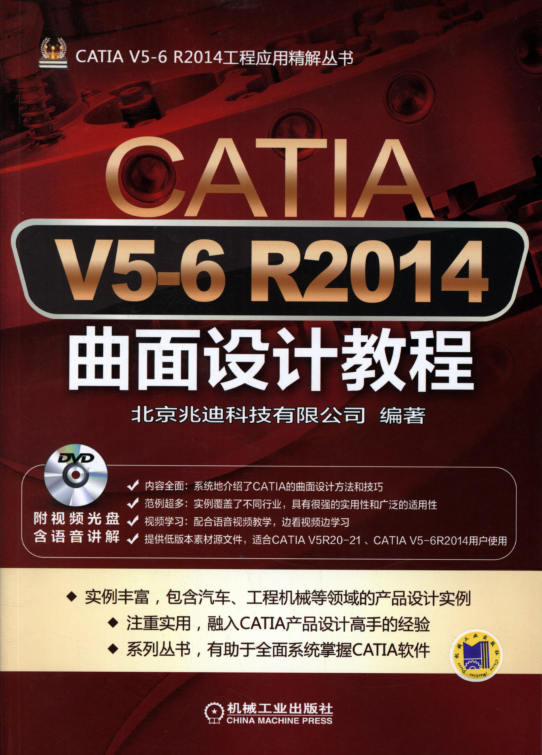 CATIA V5-6 R2014工程应用精解丛书
CATIA
V5-6 R2014
曲面设计教程
北京兆迪科技有限公司 编著
DVD
附视频光盘
含语音讲解
✓ 内容全面：系统地介绍了CATIA的曲面设计方法和技巧
✓ 范例超多：实例覆盖了不同行业，具有很强的实用性和广泛的适用性
✓ 视频学习：配合语音视频教学，边看视频边学习
✓ 提供低版本素材源文件，适合CATIA V5R20-21 、CATIA V5-6R2014用户使用
◆ 实例丰富，包含汽车、工程机械等领域的产品设计实例
◆ 注重实用，融入CATIA产品设计高手的经验
◆ 系列丛书，有助于全面系统掌握CATIA软件
机械工业出版社
CHINA MACHINE PRESS